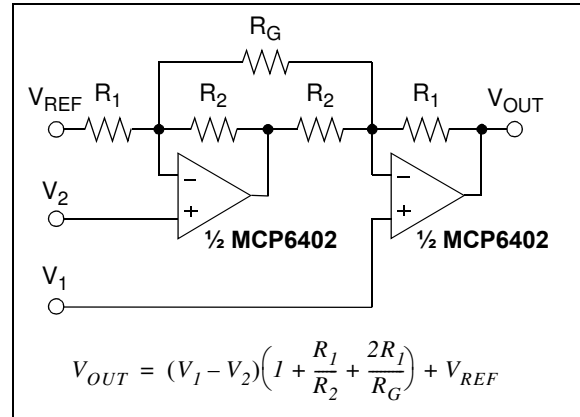 R_G
V_REF R_1 R_2 R_2 R_1 V_OUT
V_2
½ MCP6402 ½ MCP6402
V_1
V_OUT = (V_1 – V_2)(1 + R_1/R_2 + 2R_1/R_G) + V_REF